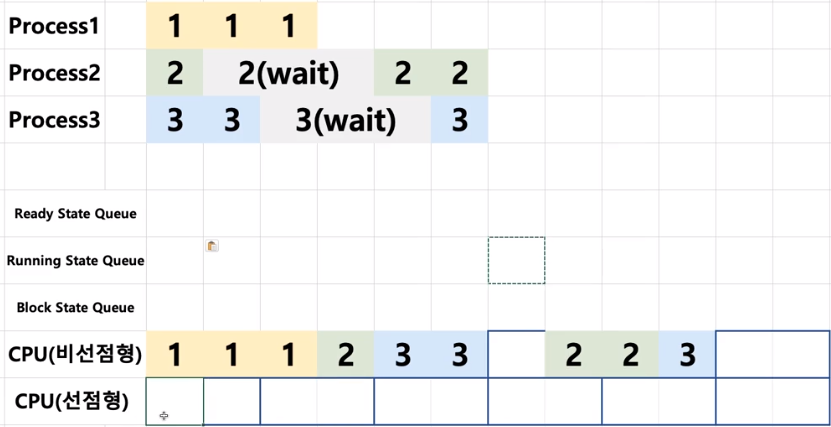 Process1 1 1 1
Process2 2 2(wait) 2 2
Process3 3 3 3(wait) 3
Ready State Queue
Running State Queue
Block State Queue
CPU(비선점형) 1 1 1 2 3 3 2 2 3
CPU(선점형)